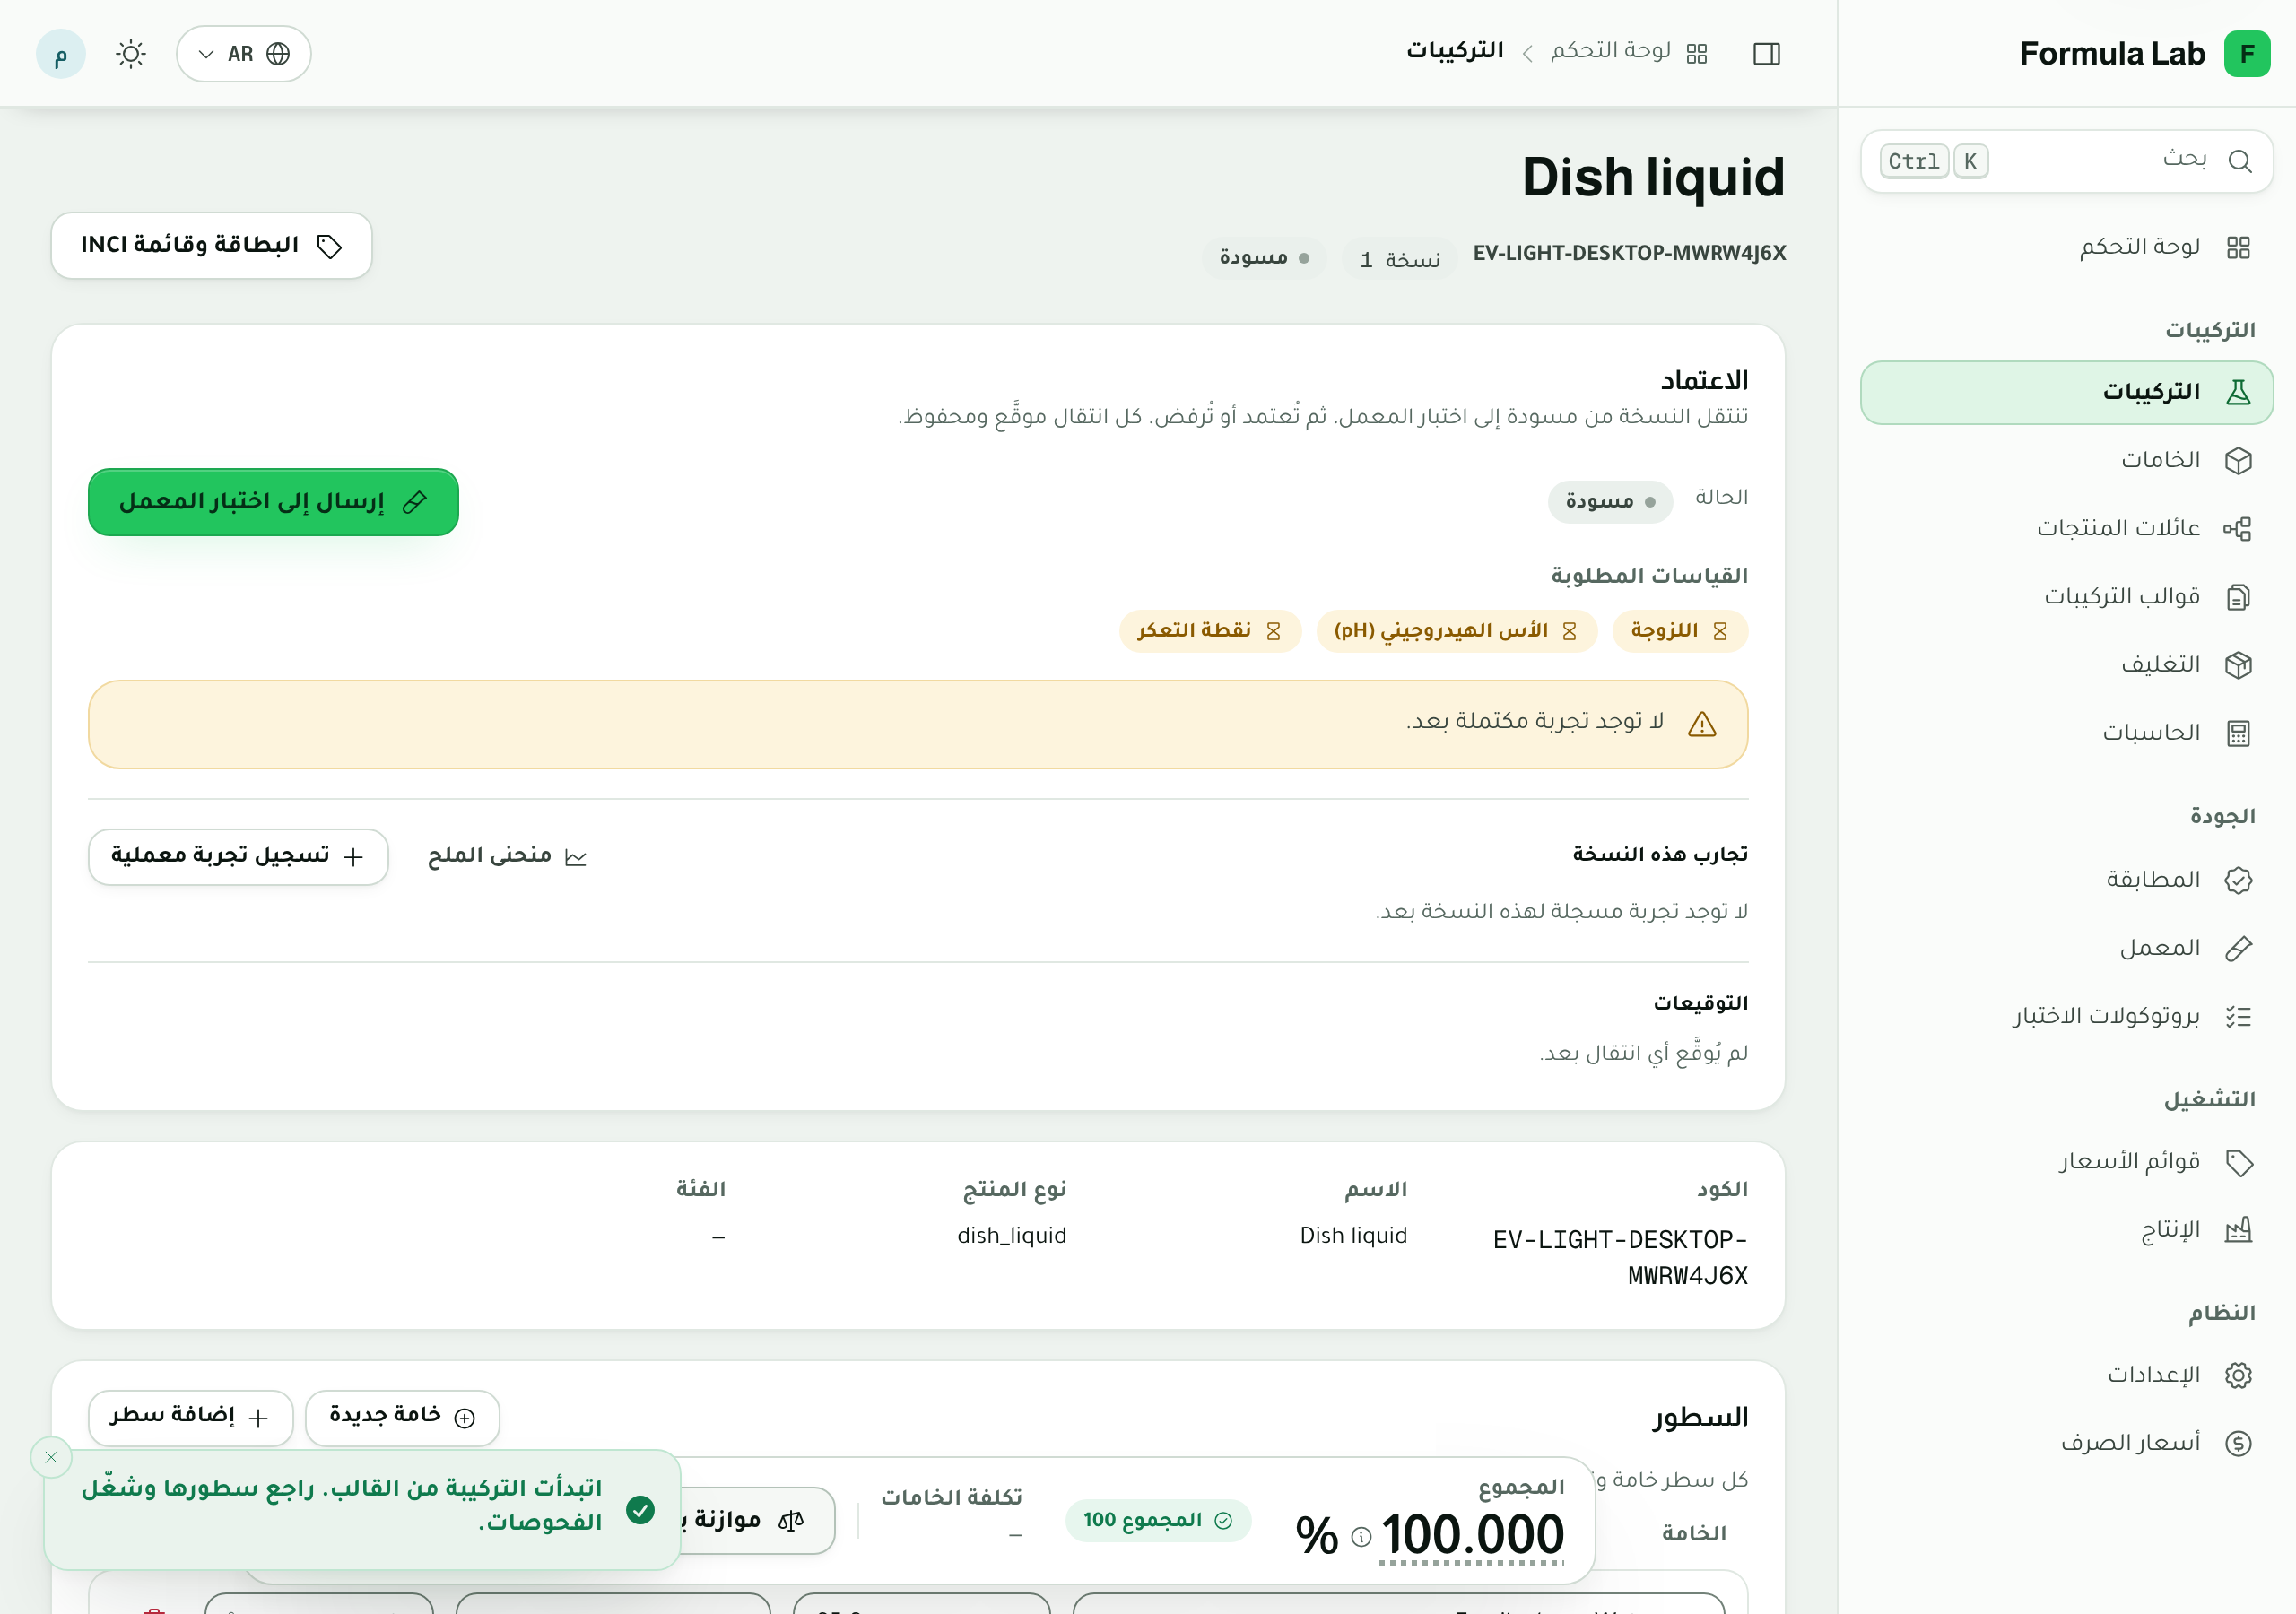 Formula Lab
F
بحث
Ctrl K
لوحة التحكم
التركيبات
التركيبات
الخامات
عائلات المنتجات
قوالب التركيبات
التغليف
الحاسبات
الجودة
المطابقة
المعمل
بروتوكولات الاختبار
التشغيل
قوائم الأسعار
الإنتاج
النظام
الإعدادات
أسعار الصرف
لوحة التحكم
التركيبات
AR
م
Dish liquid
EV-LIGHT-DESKTOP-MWRW4J6X
نسخة 1
مسودة
البطاقة وقائمة INCI
الاعتماد
تنتقل النسخة من مسودة إلى اختبار المعمل، ثم تُعتمد أو تُرفض. كل انتقال موقَّع ومحفوظ.
الحالة
مسودة
إرسال إلى اختبار المعمل
القياسات المطلوبة
اللزوجة
الأس الهيدروجيني (pH)
نقطة التعكر
لا توجد تجربة مكتملة بعد.
تجارب هذه النسخة
منحنى الملح
تسجيل تجربة معملية
لا توجد تجربة مسجلة لهذه النسخة بعد.
التوقيعات
لم يُوقَّع أي انتقال بعد.
الكود
الاسم
نوع المنتج
الفئة
EV-LIGHT-DESKTOP-
MWRW4J6X
Dish liquid
dish_liquid
–
السطور
خامة جديدة
إضافة سطر
كل سطر خامة
الخامة
المجموع
100.000 %
المجموع 100
تكلفة الخامات
–
موازنة
اتبدأت التركيبة من القالب. راجع سطورها وشغّل
الفحوصات.